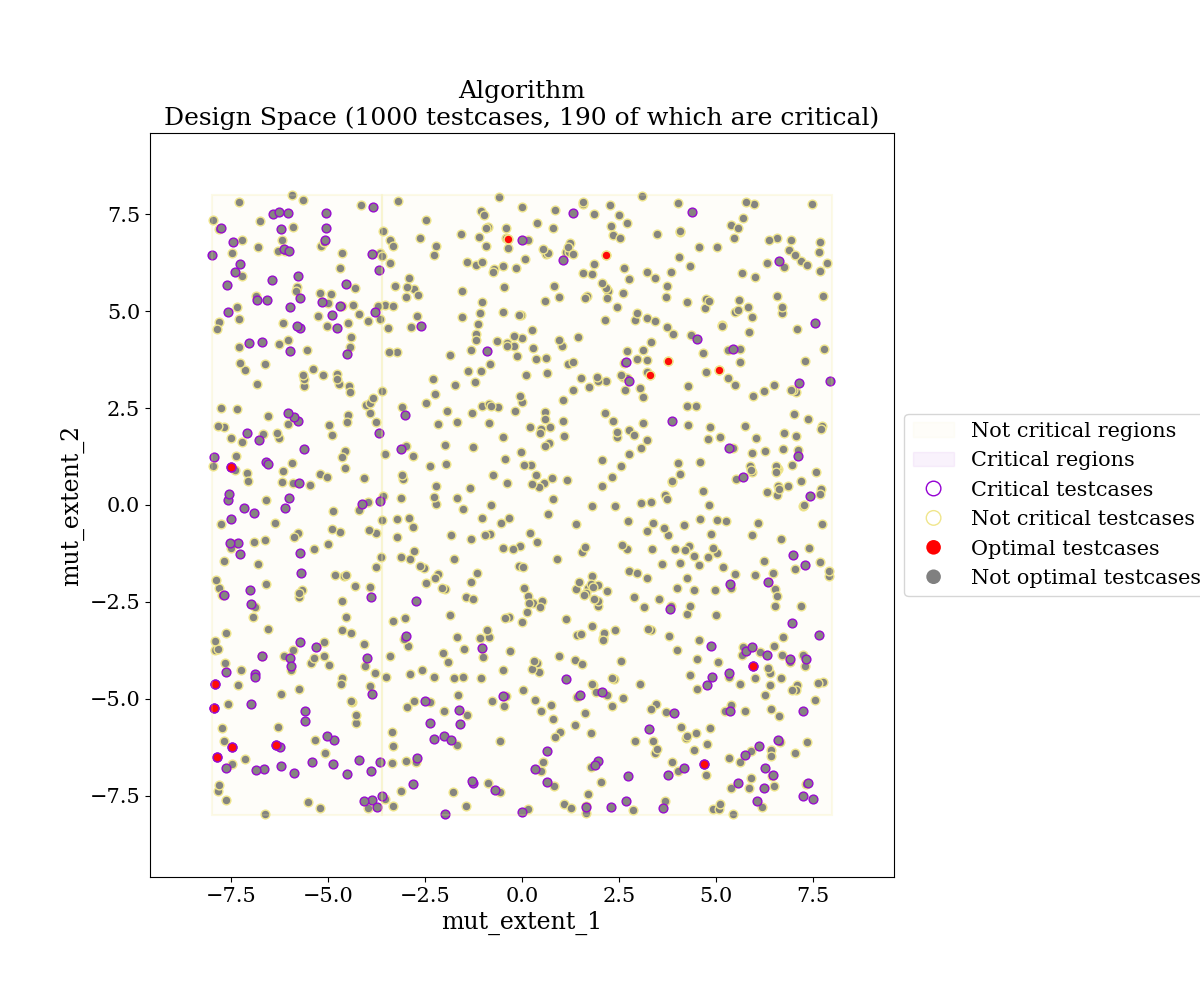 Algorithm
Design Space (1000 testcases, 190 of which are critical)
mut_extent_2
7.5
5.0
2.5
0.0
−2.5
−5.0
−7.5
−7.5
−5.0
−2.5
0.0
2.5
5.0
7.5
mut_extent_1
Not critical regions
Critical regions
Critical testcases
Not critical testcases
Optimal testcases
Not optimal testcases